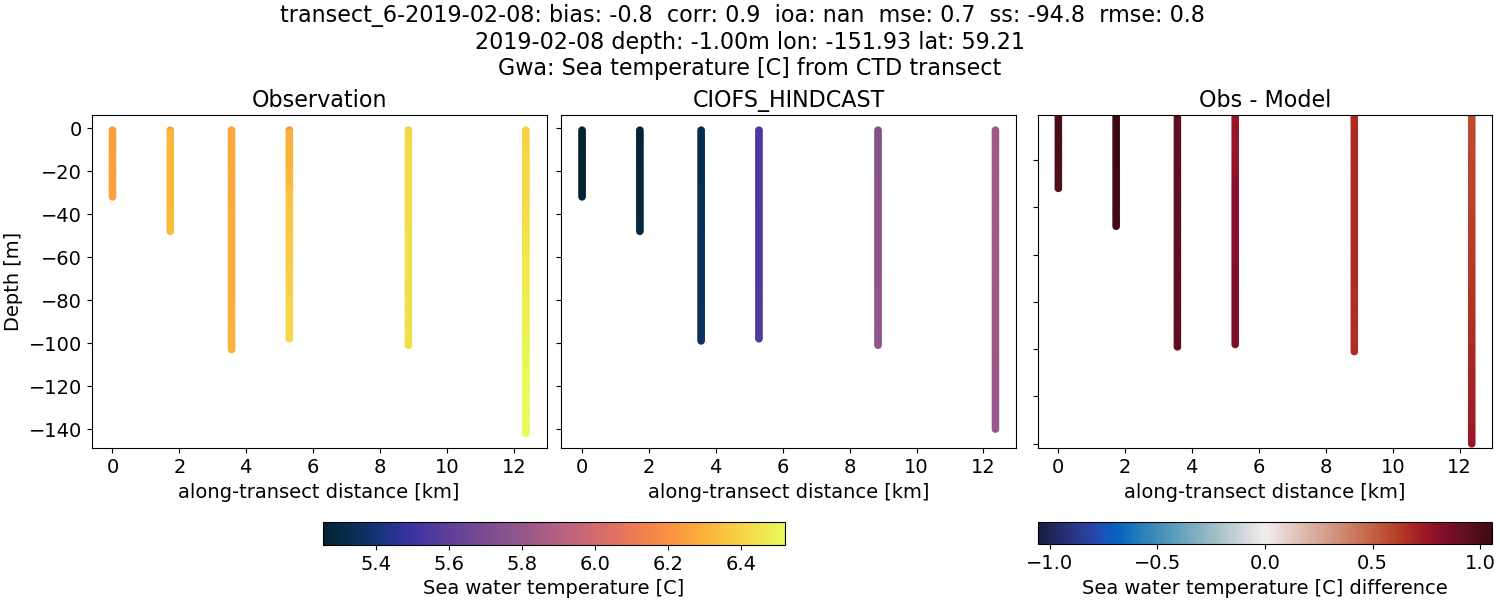 transect_6-2019-02-08: bias: -0.8  corr: 0.9  ioa: nan  mse: 0.7  ss: -94.8  rmse: 0.8
2019-02-08 depth: -1.00m lon: -151.93 lat: 59.21
Gwa: Sea temperature [C] from CTD transect
Observation
CIOFS_HINDCAST
Obs - Model
Depth [m]
0
−20
−40
−60
−80
−100
−120
−140
0 2 4 6 8 10 12
0 2 4 6 8 10 12
0 2 4 6 8 10 12
along-transect distance [km]
along-transect distance [km]
along-transect distance [km]
5.4 5.6 5.8 6.0 6.2 6.4
Sea water temperature [C]
−1.0 −0.5 0.0 0.5 1.0
Sea water temperature [C] difference